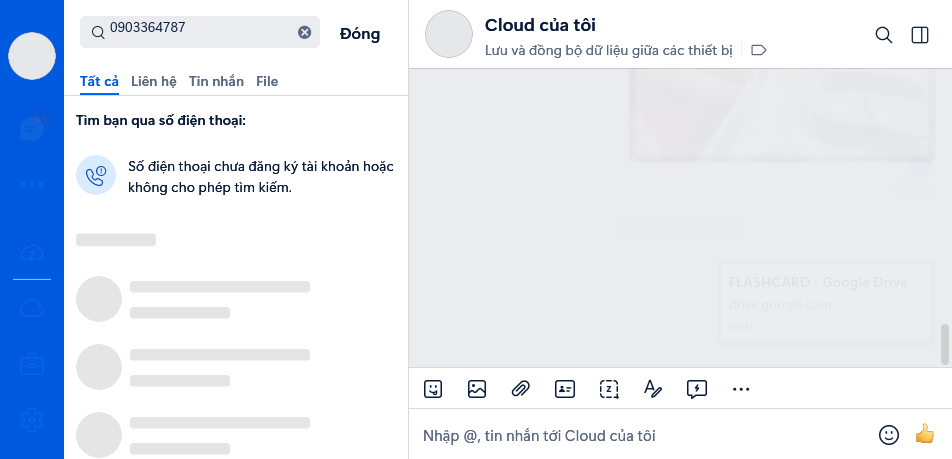 0903364787
Đóng
Tất cả Liên hệ Tin nhắn File
Tìm bạn qua số điện thoại:
Số điện thoại chưa đăng ký tài khoản hoặc
không cho phép tìm kiếm.
Cloud của tôi
Lưu và đồng bộ dữ liệu giữa các thiết bị
FLASHCARD - Google Drive
drive.google.com
09:10
Nhập @, tin nhắn tới Cloud của tôi